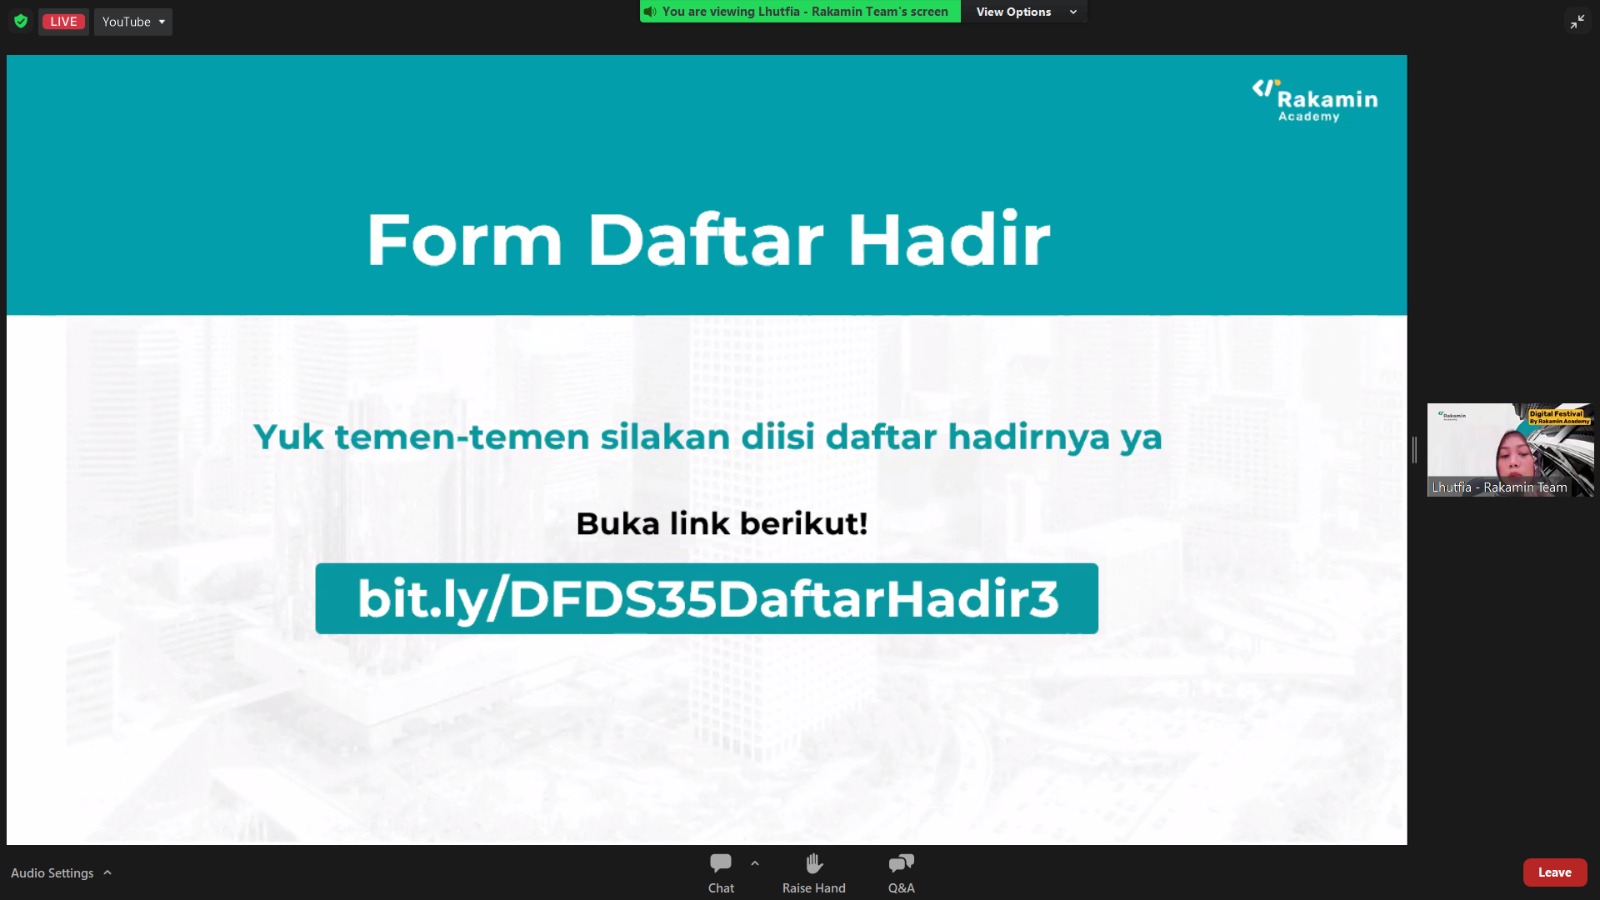 LIVE
YouTube
You are viewing Lhutfia - Rakamin Team's screen
View Options
Rakamin
Academy
Form Daftar Hadir
Yuk temen-temen silakan diisi daftar hadirnya ya
Buka link berikut!
bit.ly/DFDS35DaftarHadir3
Rakamin
Digital Festival
By Rakamin Academy
Lhutfia - Rakamin Team
Audio Settings
Chat
Raise Hand
Q&A
Leave